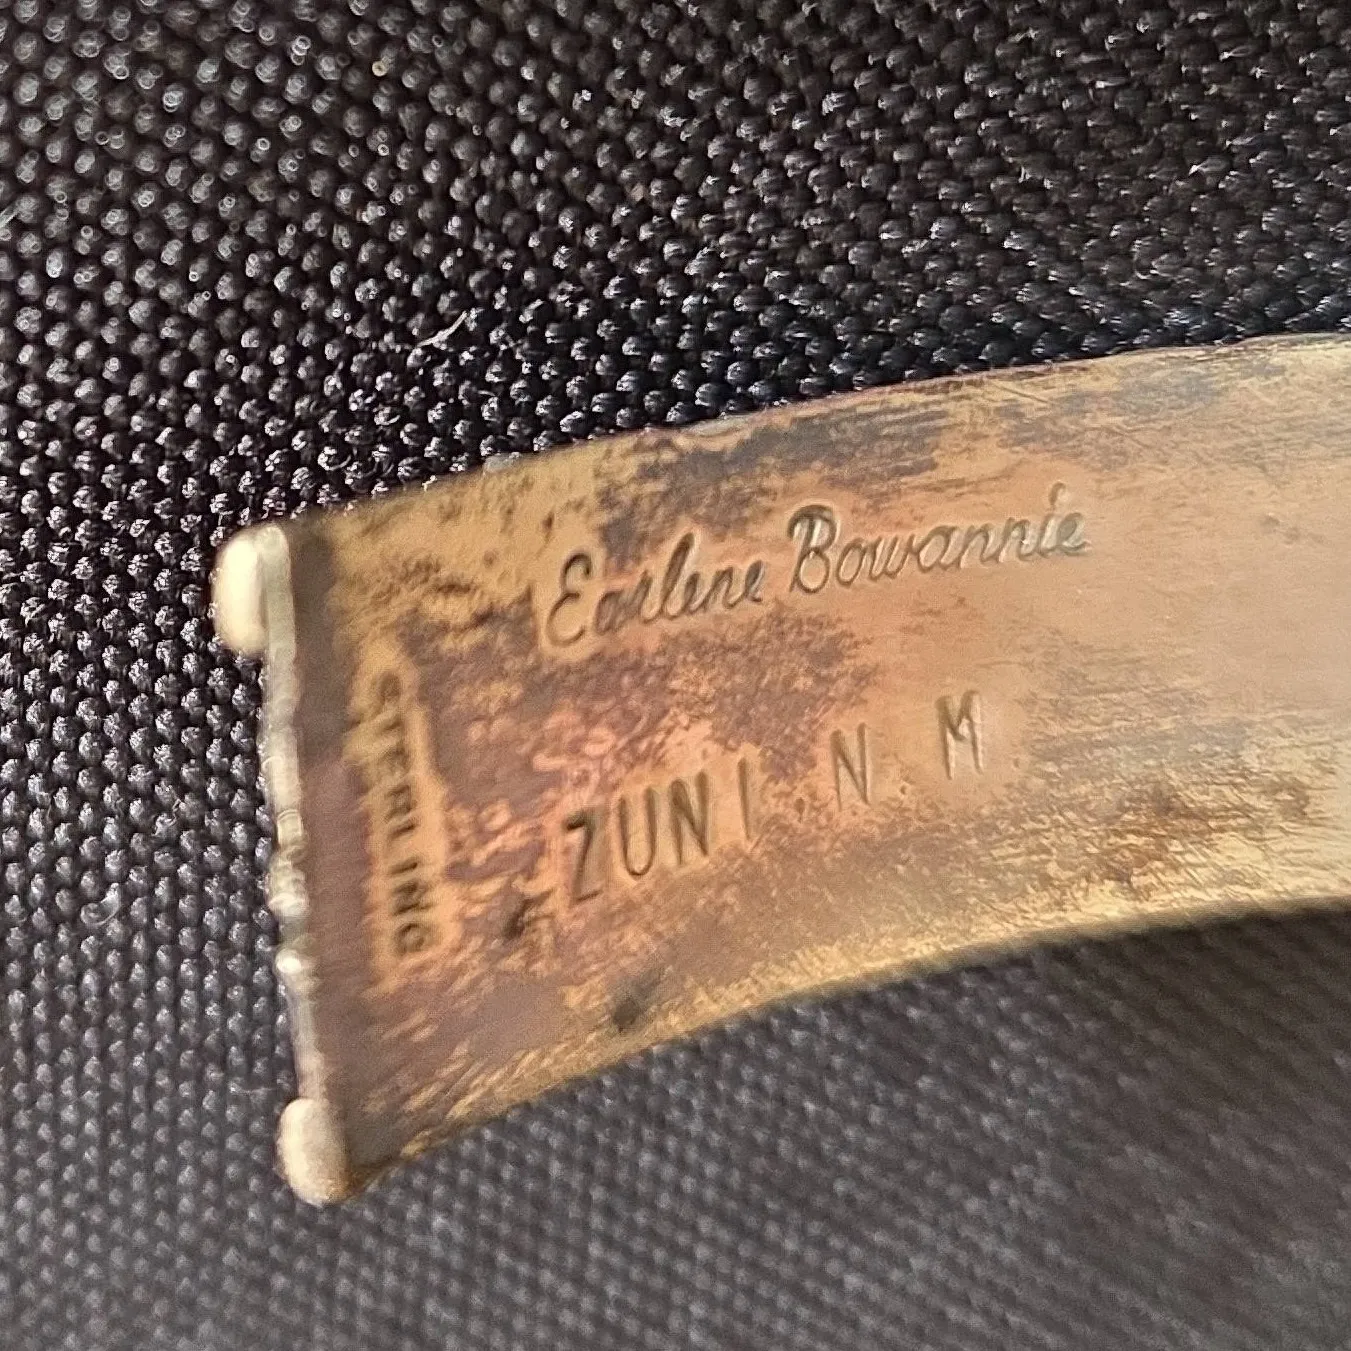 Earlene Bowannie
ZUNI. N. M.
STERLING